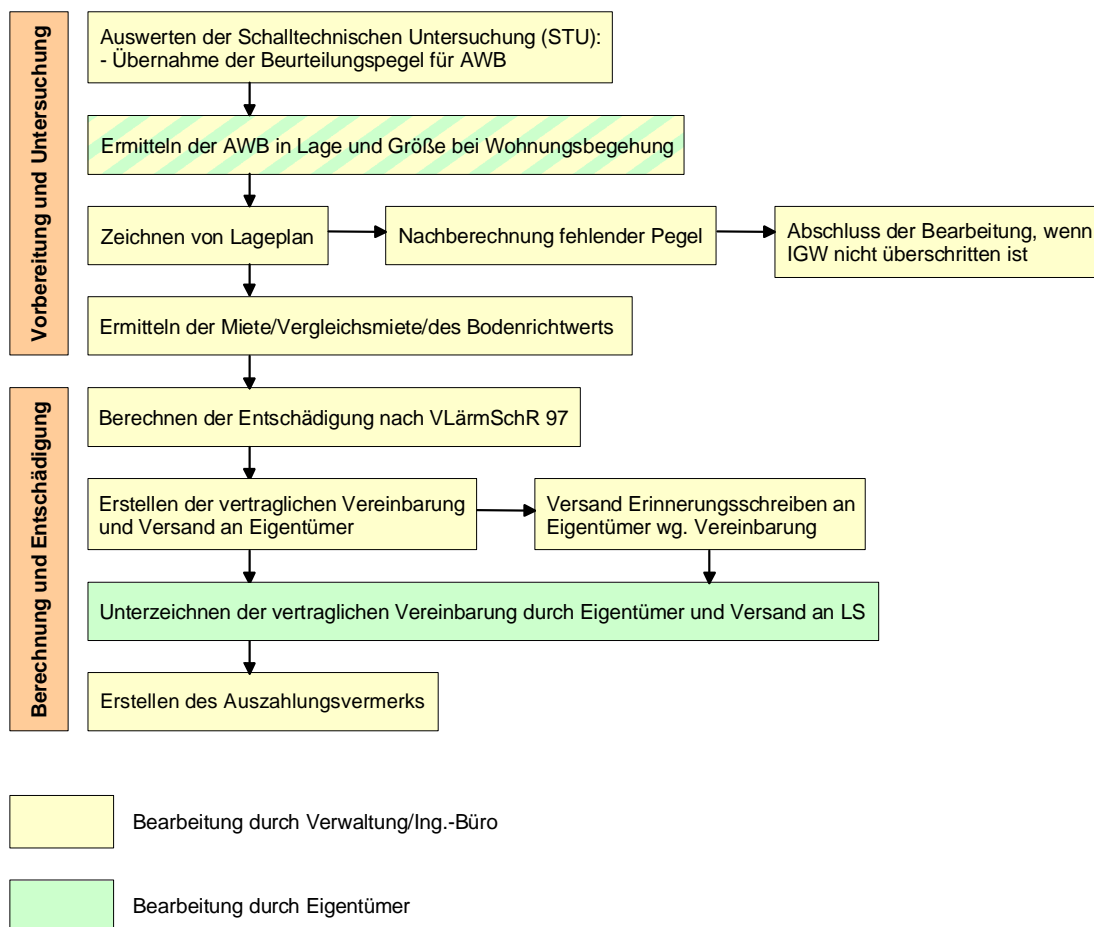 Vorbereitung und Untersuchung
Auswerten der Schalltechnischen Untersuchung (STU):
- Übernahme der Beurteilungspegel für AWB
Ermitteln der AWB in Lage und Größe bei Wohnungsbegehung
Zeichnen von Lageplan
Nachberechnung fehlender Pegel
Abschluss der Bearbeitung, wenn
IGW nicht überschritten ist
Ermitteln der Miete/Vergleichsmiete/des Bodenrichtwerts
Berechnung und Entschädigung
Berechnen der Entschädigung nach VLärmSchR 97
Erstellen der vertraglichen Vereinbarung
und Versand an Eigentümer
Versand Erinnerungsschreiben an
Eigentümer wg. Vereinbarung
Unterzeichnen der vertraglichen Vereinbarung durch Eigentümer und Versand an LS
Erstellen des Auszahlungsvermerks
Bearbeitung durch Verwaltung/Ing.-Büro
Bearbeitung durch Eigentümer